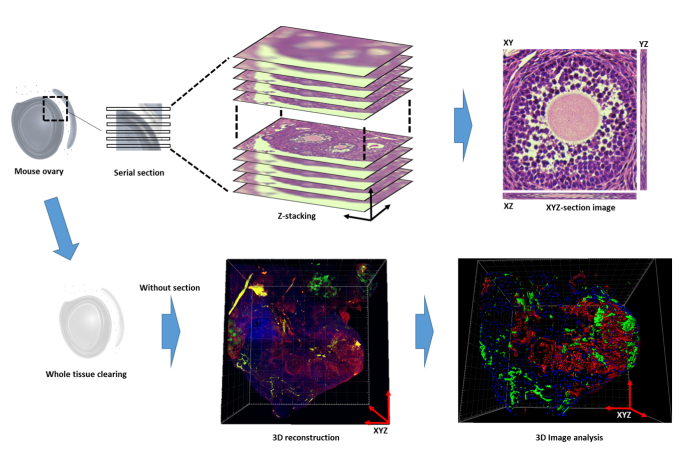 XY
YZ
Mouse ovary
Serial section
XZ
XYZ-section image
Z-stacking
Without section
Whole tissue clearing
XYZ
XYZ
3D reconstruction
3D Image analysis